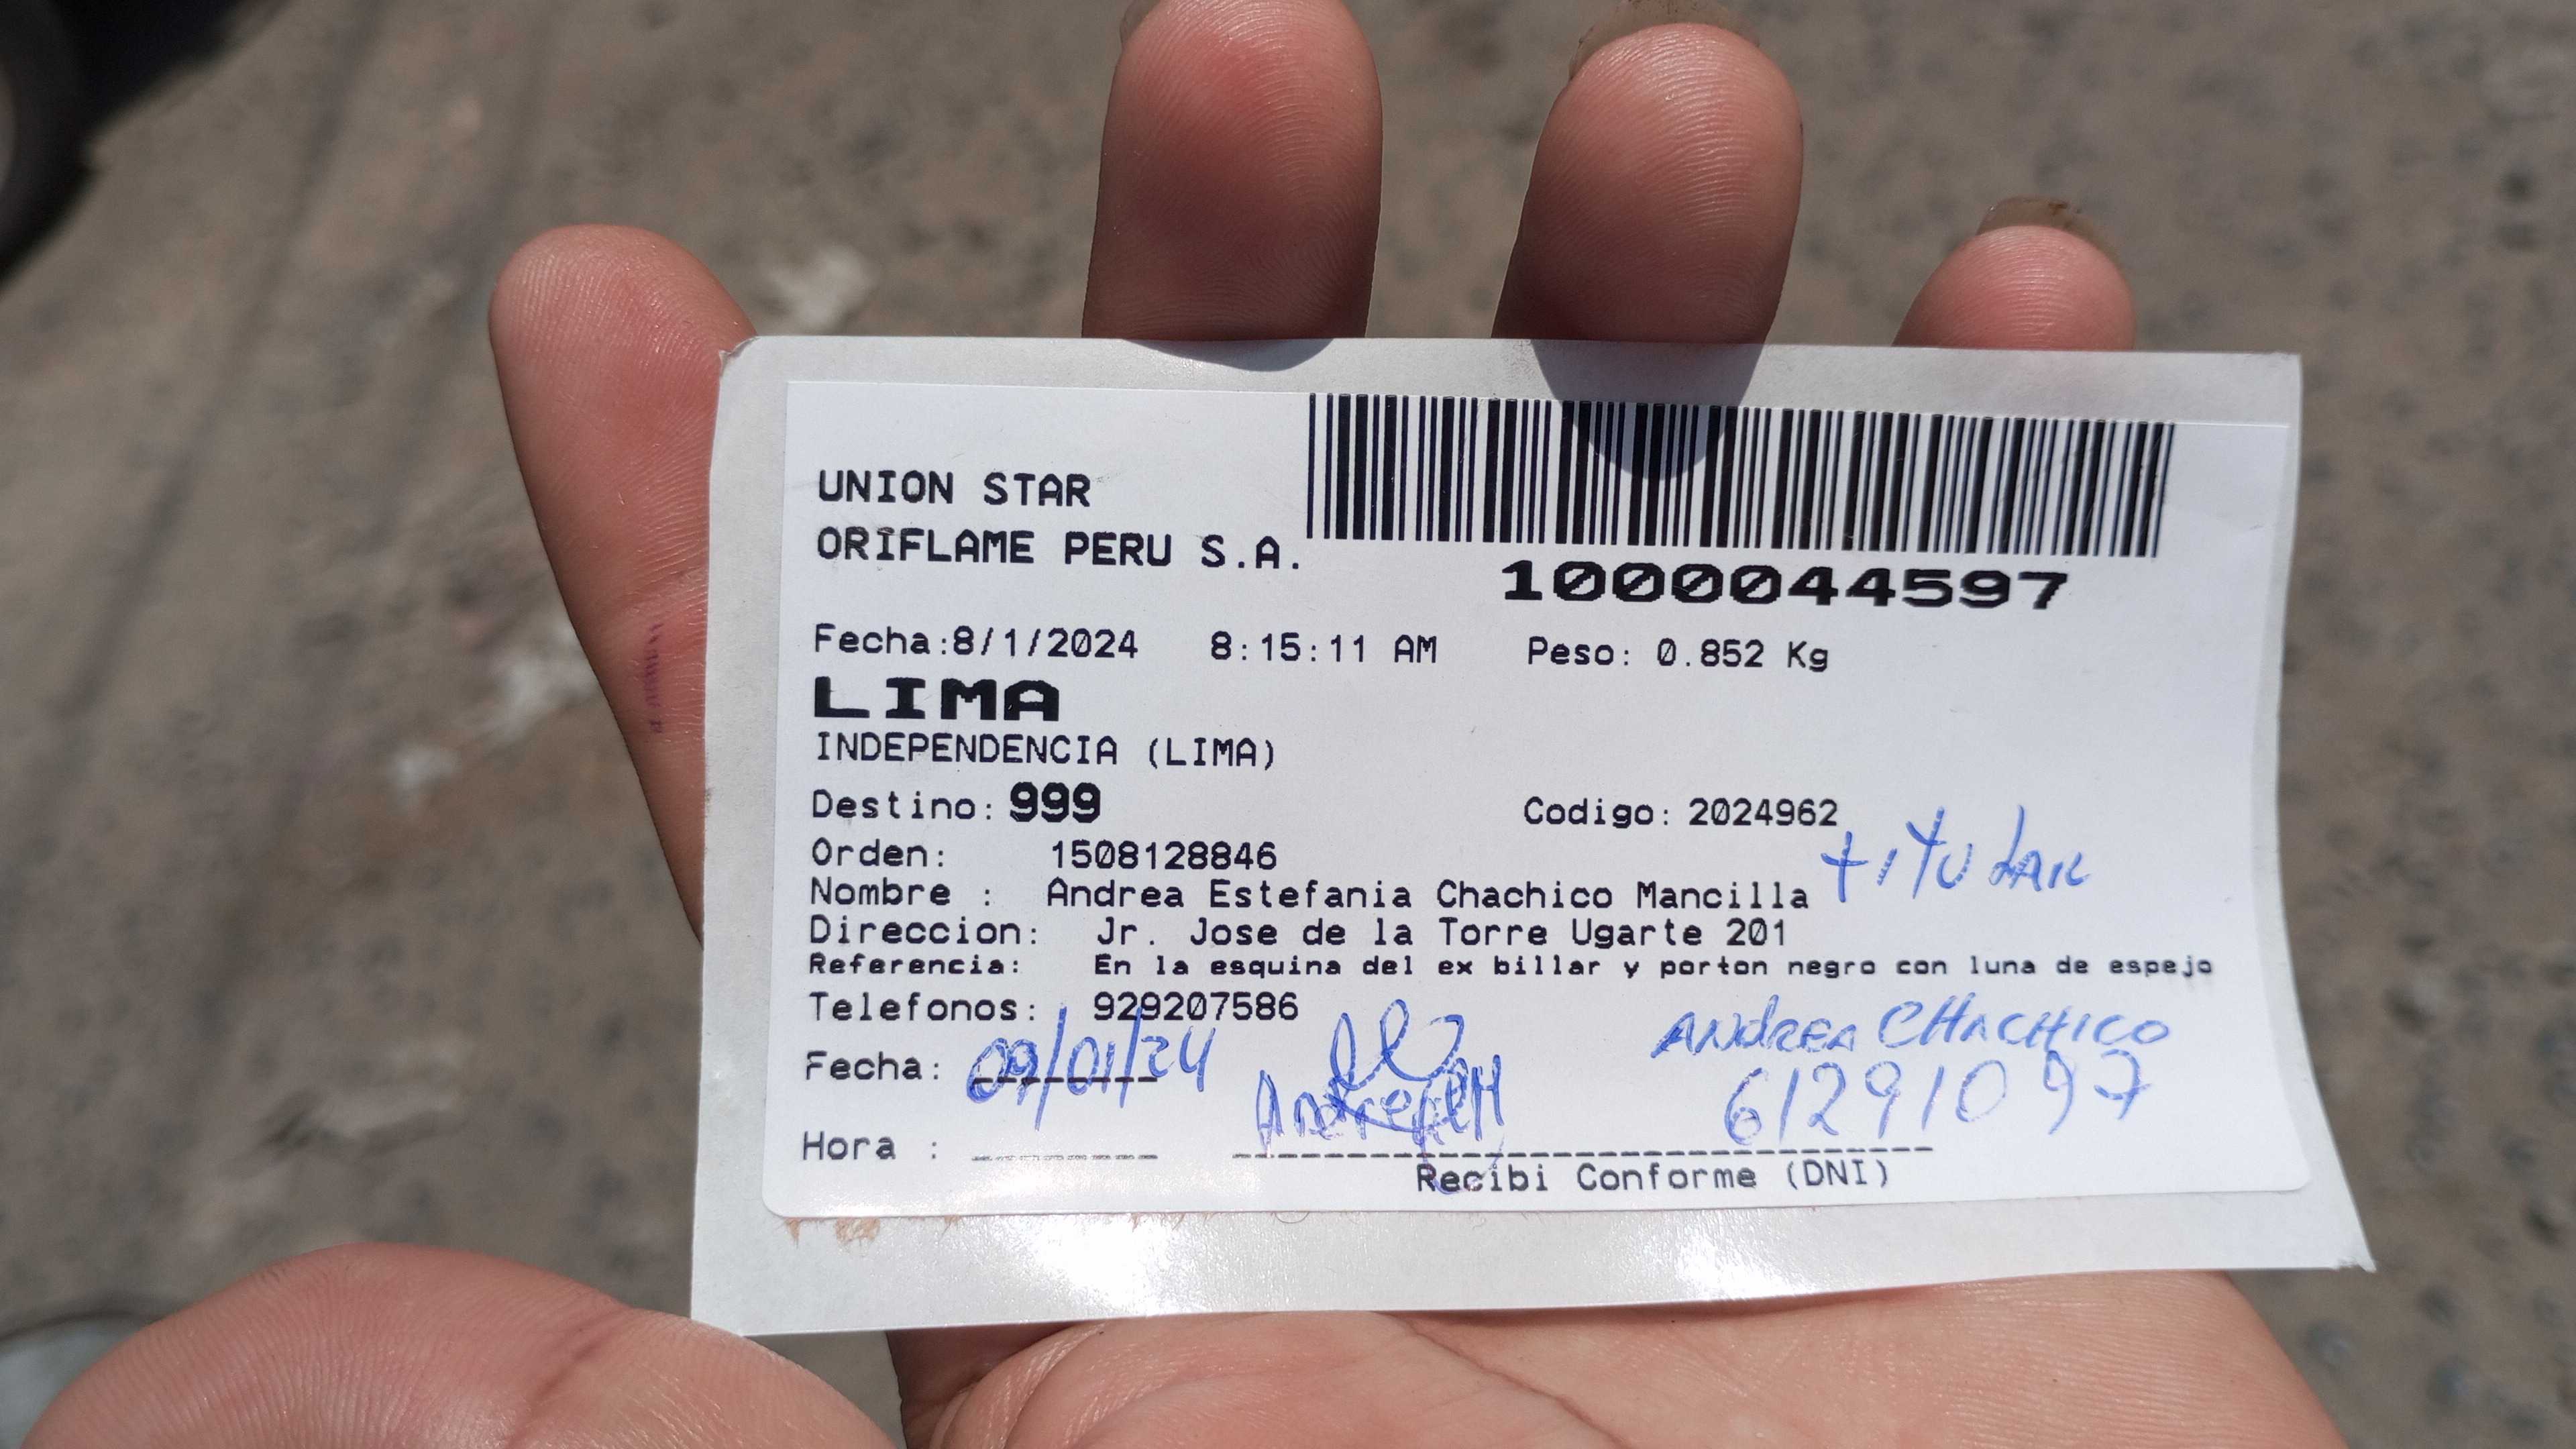 UNION STAR
ORIFLAME PERU S.A.
1000044597
Fecha:8/1/2024 8:15:11 AM Peso: 0.852 Kg
LIMA
INDEPENDENCIA (LIMA)
Destino: 999 Codigo: 2024962
Orden: 1508128846
titular
Nombre : Andrea Estefania Chachico Mancilla
Direccion: Jr. Jose de la Torre Ugarte 201
Referencia: En la esquina del ex billar y porton negro con luna de espejo
Telefonos: 929207586
ANDREA CHACHICO
Fecha: 09/01/24
61291097
Hora :
Recibi Conforme (DNI)